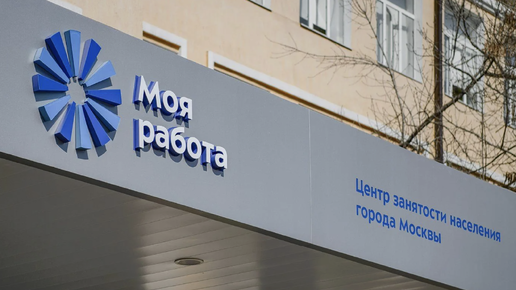 Моя
работа
Центр занятости населения
города Москвы